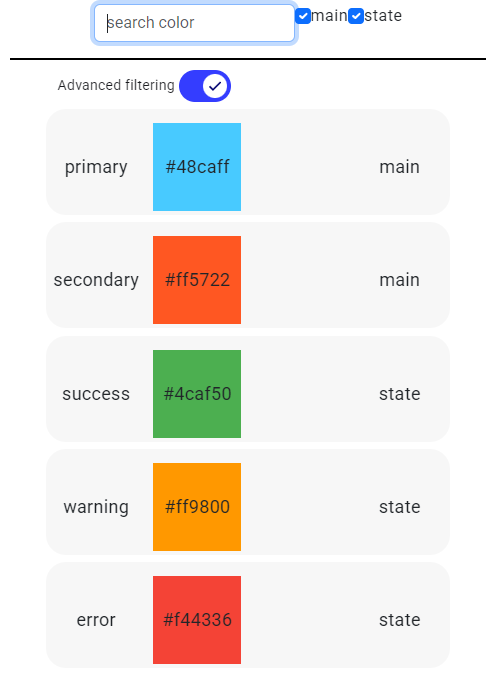 search color main state
Advanced filtering
primary #48caff main
secondary #ff5722 main
success #4caf50 state
warning #ff9800 state
error #f44336 state